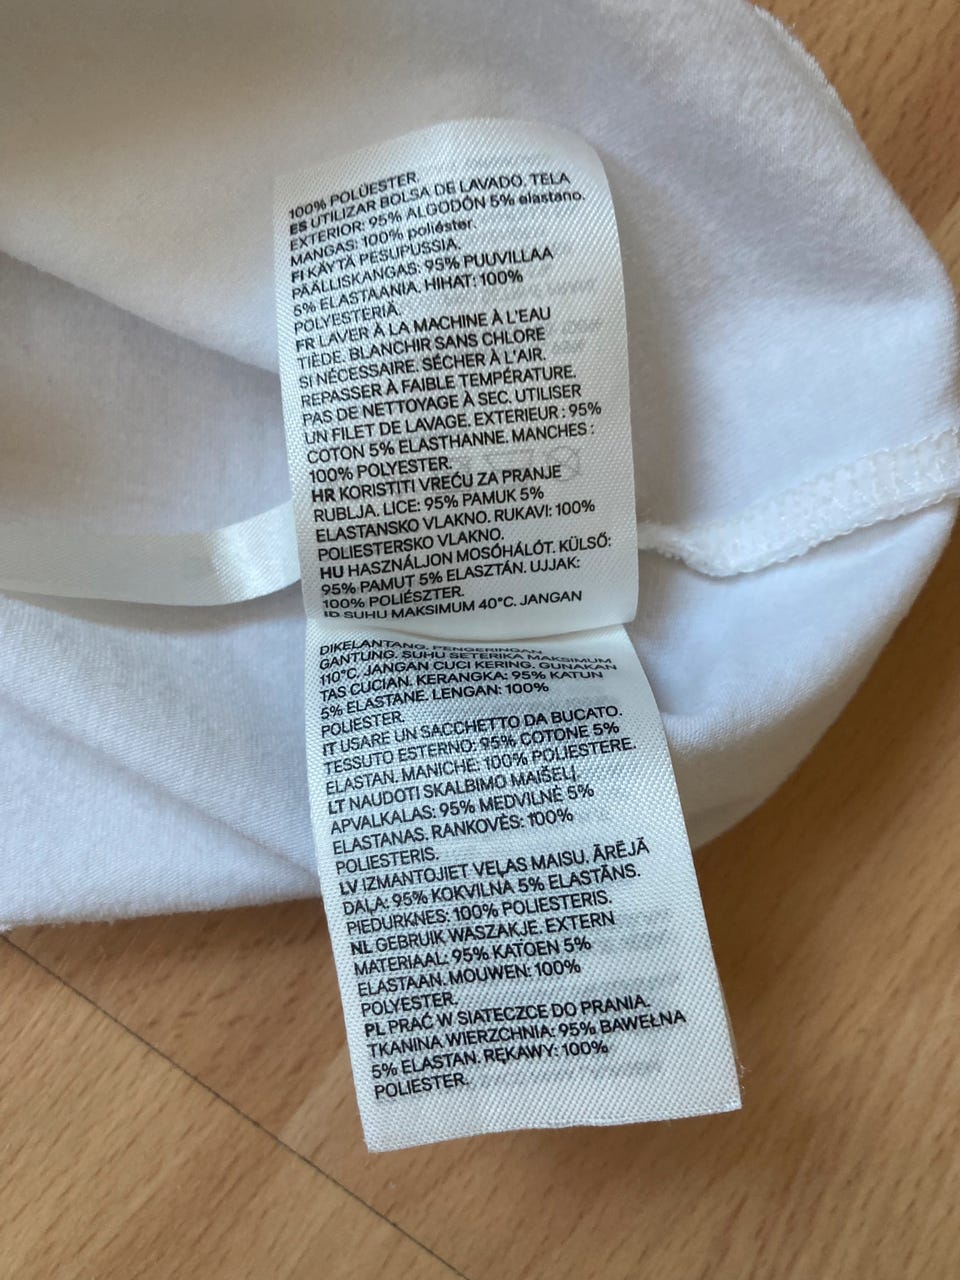 100% POLÜESTER.
ES UTILIZAR BOLSA DE LAVADO. TELA
EXTERIOR: 95% ALGODÓN 5% elastano.
MANGAS: 100% poliéster.
FI KÄYTÄ PESUPUSSIA.
PÄÄLLISKANGAS: 95% PUUVILLAA
5% ELASTAANIA. HIHAT: 100%
POLYESTERIÄ.
FR LAVER À LA MACHINE À L'EAU
TIÈDE. BLANCHIR SANS CHLORE
SI NÉCESSAIRE. SÉCHER À L'AIR.
REPASSER À FAIBLE TEMPÉRATURE.
PAS DE NETTOYAGE À SEC. UTILISER
UN FILET DE LAVAGE. EXTERIEUR : 95%
COTON 5% ELASTHANNE. MANCHES :
100% POLYESTER.
HR KORISTITI VREĆU ZA PRANJE
RUBLJA. LICE: 95% PAMUK 5%
ELASTANSKO VLAKNO. RUKAVI: 100%
POLIESTERSKO VLAKNO.
HU HASZNÁLJON MOSÓHÁLÓT. KÜLSŐ:
95% PAMUT 5% ELASZTÁN. UJJAK:
100% POLIÉSZTER.
ID SUHU MAKSIMUM 40°C. JANGAN
DIKELANTANG. PENGERINGAN
GANTUNG. SUHU SETERIKA MAKSIMUM
110°C. JANGAN CUCI KERING. GUNAKAN
TAS CUCIAN. KERANGKA: 95% KATUN
5% ELASTANE. LENGAN: 100%
POLIESTER.
IT USARE UN SACCHETTO DA BUCATO.
TESSUTO ESTERNO: 95% COTONE 5%
ELASTAN. MANICHE: 100% POLIESTERE.
LT NAUDOTI SKALBIMO MAIŠELĮ.
APVALKALAS: 95% MEDVILNĖ 5%
ELASTANAS. RANKOVĖS: 100%
POLIESTERIS.
LV IZMANTOJIET VEĻAS MAISU. ĀRĒJĀ
DAĻA: 95% KOKVILNA 5% ELASTĀNS.
PIEDURKNES: 100% POLIESTERIS.
NL GEBRUIK WASZAKJE. EXTERN
MATERIAAL: 95% KATOEN 5%
ELASTAAN. MOUWEN: 100%
POLYESTER.
PL PRAĆ W SIATECZCE DO PRANIA.
TKANINA WIERZCHNIA: 95% BAWEŁNA
5% ELASTAN. RĘKAWY: 100%
POLIESTER.